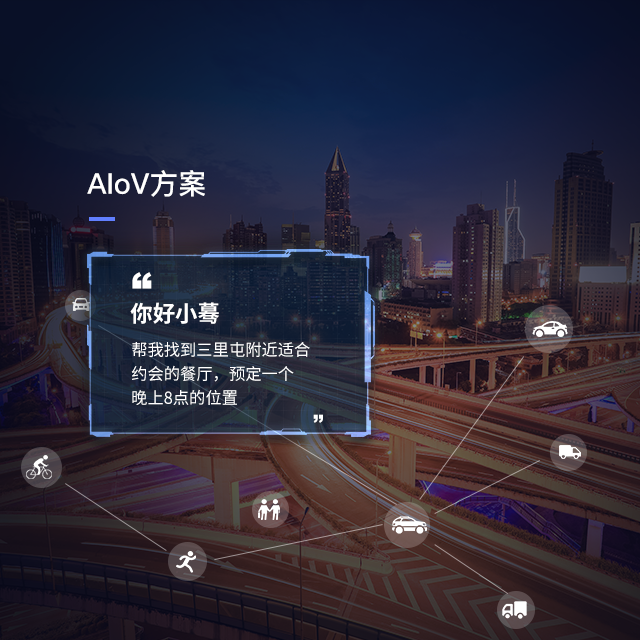 AIoV方案
❝
你好小蓦
帮我找到三里屯附近适合
约会的餐厅，预定一个
晚上8点的位置
❞